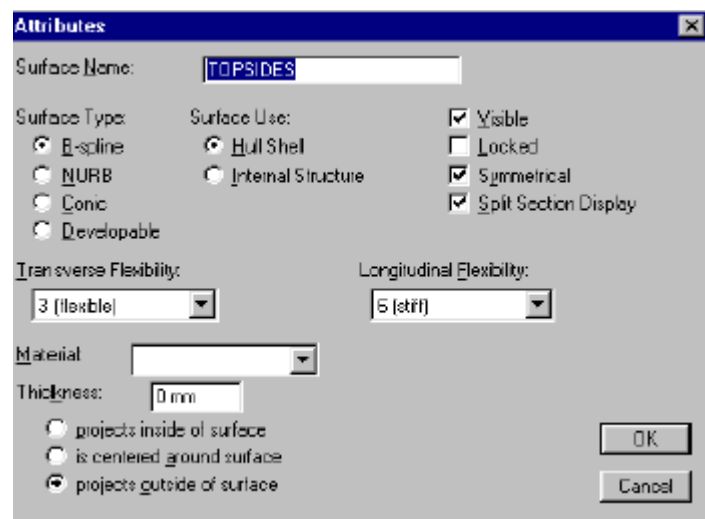 Attributes
Surface Name: TOPSIDES
Surface Type: Surface Use: Visible
B-spline Hull Shell Locked
NURB Internal Structure Symmetrical
Conic Split Section Display
Developable
Transverse Flexibility: Longitudinal Flexibility:
3 (flexible) 6 (stiff)
Material:
Thickness: 0 mm
projects inside of surface
is centered around surface OK
projects outside of surface Cancel